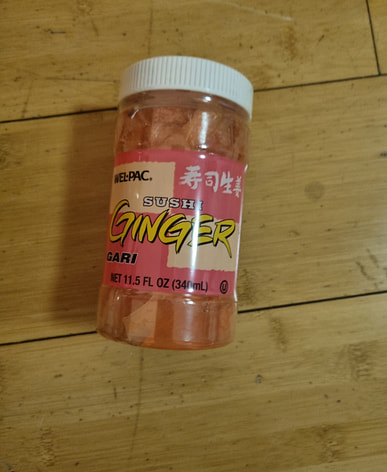 WEL·PAC®
寿司生姜
SUSHI
GINGER
GARI
NET 11.5 FL OZ (340mL)
U